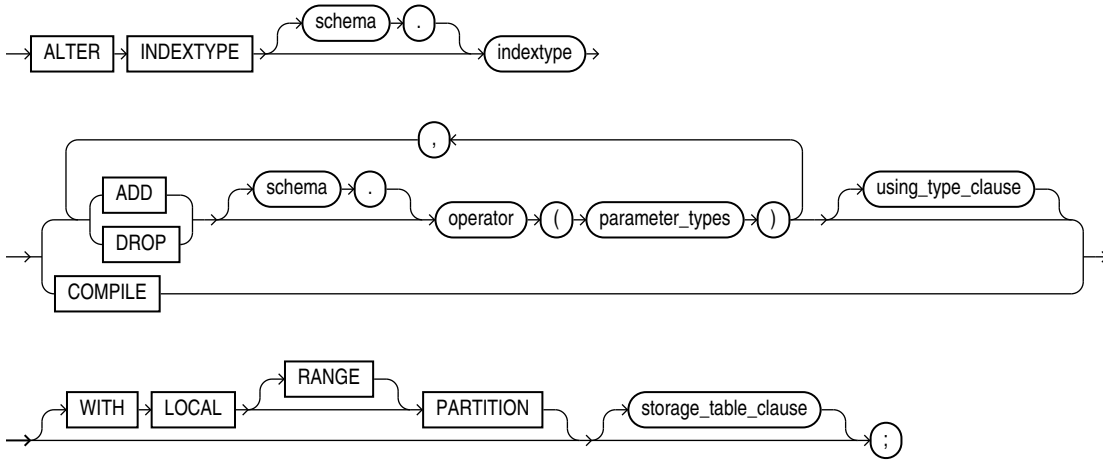 schema .
ALTER INDEXTYPE indextype
,
ADD schema . using_type_clause
DROP operator ( parameter_types )
COMPILE
RANGE
WITH LOCAL PARTITION storage_table_clause
;